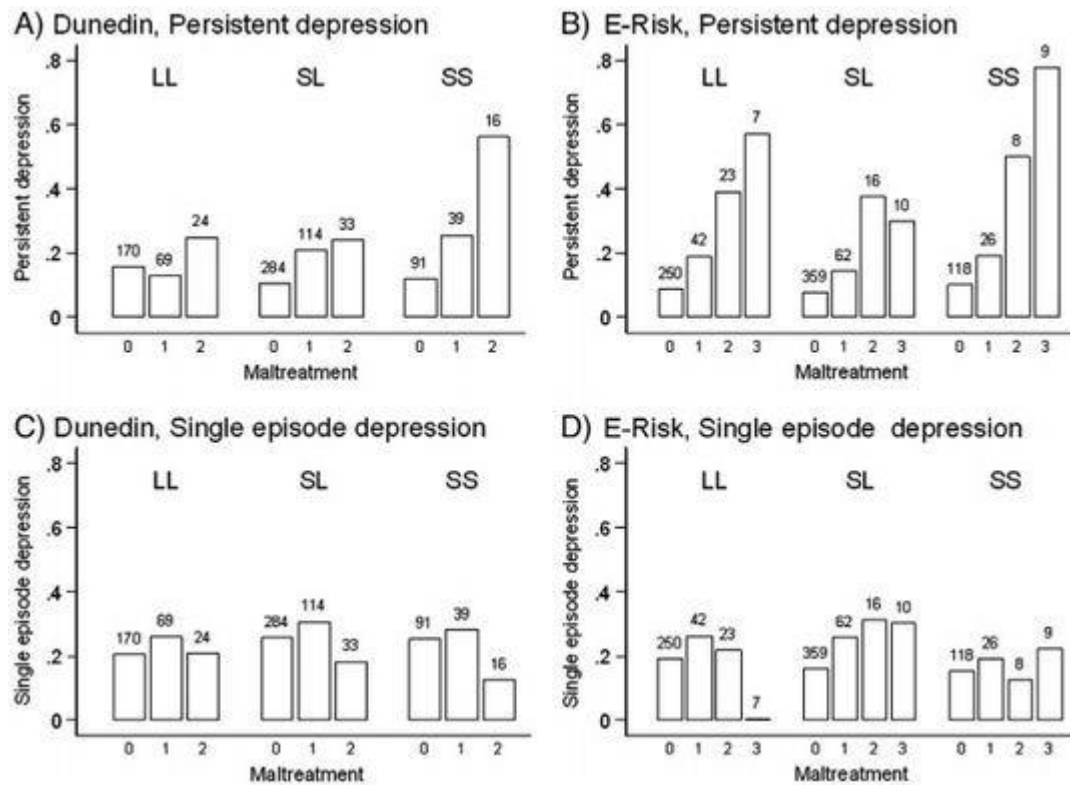 A) Dunedin, Persistent depression
.8
.6
.4
.2
0
Persistent depression
LL
SL
SS
170
69
24
284
114
33
91
39
16
0 1 2 0 1 2 0 1 2
Maltreatment
B) E-Risk, Persistent depression
.8
.6
.4
.2
0
Persistent depression
LL
SL
SS
250
42
23
7
359
62
16
10
118
26
8
9
0 1 2 3 0 1 2 3 0 1 2 3
Maltreatment
C) Dunedin, Single episode depression
.8
.6
.4
.2
0
Single episode depression
LL
SL
SS
170
69
24
284
114
33
91
39
16
0 1 2 0 1 2 0 1 2
Maltreatment
D) E-Risk, Single episode depression
.8
.6
.4
.2
0
Single episode depression
LL
SL
SS
250
42
23
7
359
62
16
10
118
26
8
9
0 1 2 3 0 1 2 3 0 1 2 3
Maltreatment